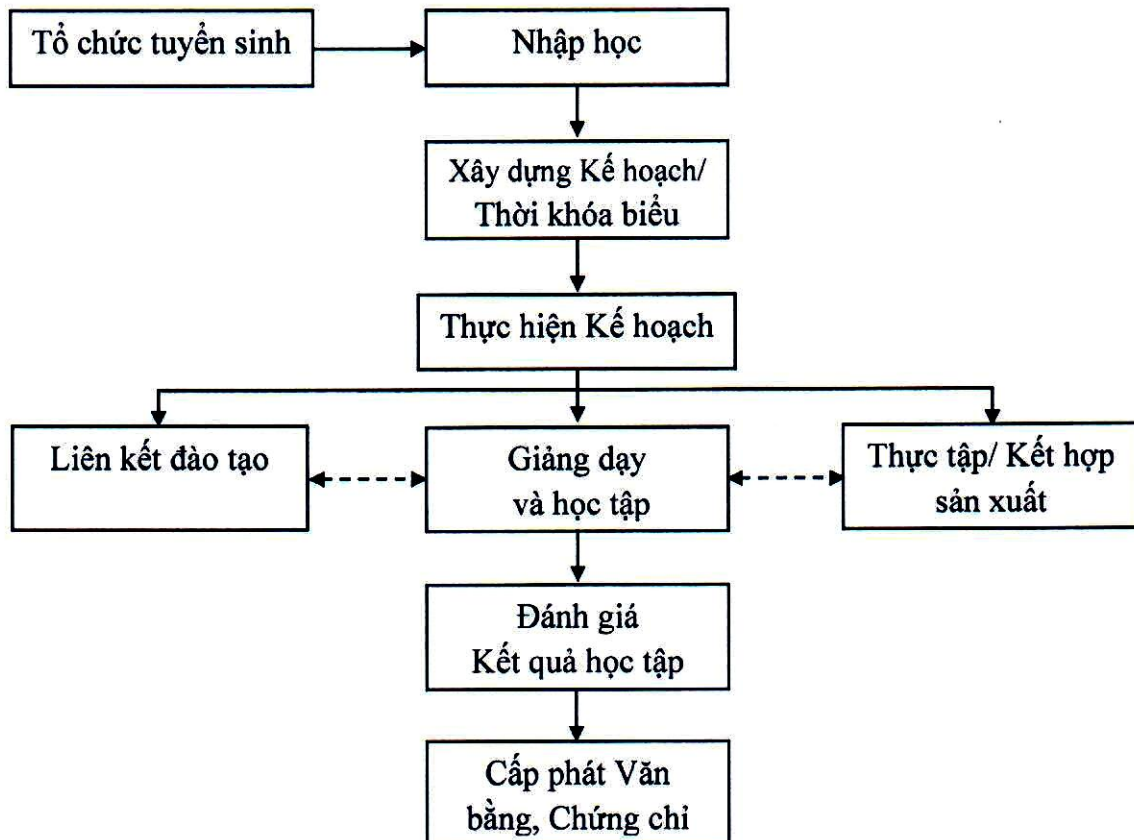 Tổ chức tuyển sinh
Nhập học
Xây dựng Kế hoạch/
Thời khóa biểu
Thực hiện Kế hoạch
Liên kết đào tạo
Giảng dạy
và học tập
Thực tập/ Kết hợp
sản xuất
Đánh giá
Kết quả học tập
Cấp phát Văn
bằng, Chứng chỉ